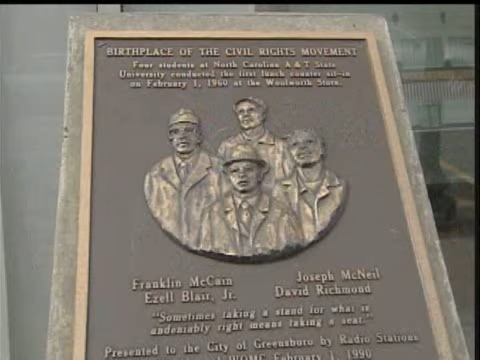 BIRTHPLACE OF THE CIVIL RIGHTS MOVEMENT
Four students at North Carolina A & T State
University conducted the first lunch counter sit-in
on February 1, 1960 at the Woolworth Store.
Franklin McCain Joseph McNeil
Ezell Blair, Jr. David Richmond
"Sometimes taking a stand for what is
undeniably right means taking a seat."
Presented to the City of Greensboro by Radio Stations
WQMG February 1, 1990